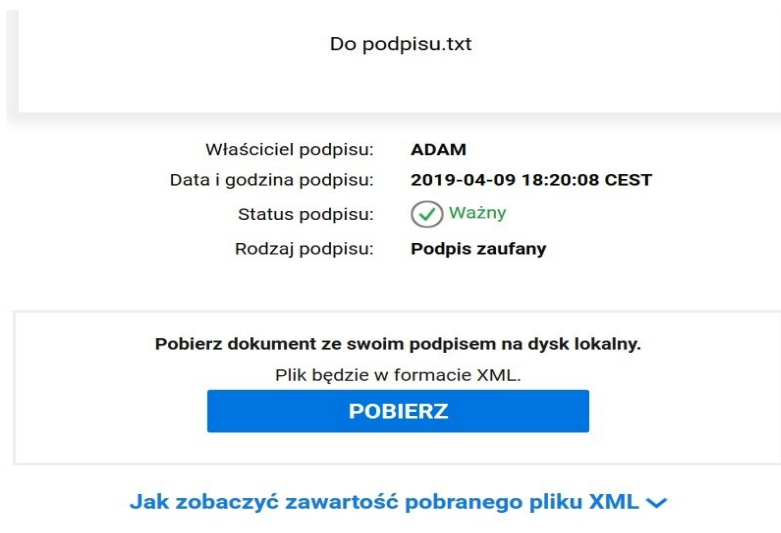 Do podpisu.txt
Właściciel podpisu: ADAM
Data i godzina podpisu: 2019-04-09 18:20:08 CEST
Status podpisu: Ważny
Rodzaj podpisu: Podpis zaufany
Pobierz dokument ze swoim podpisem na dysk lokalny.
Plik będzie w formacie XML.
POBIERZ
Jak zobaczyć zawartość pobranego pliku XML